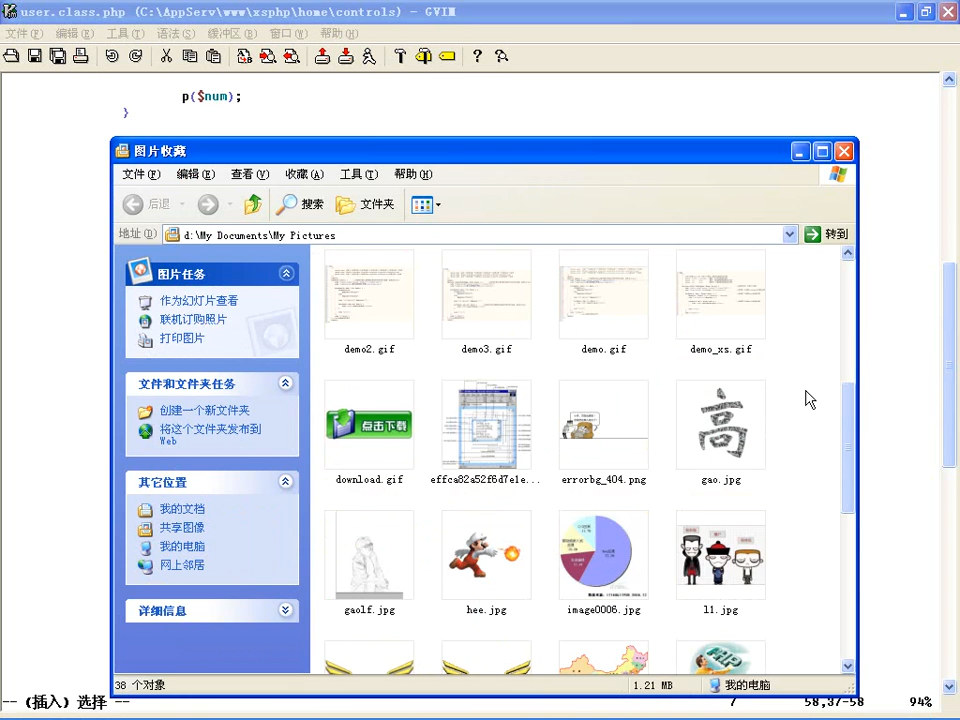 user.class.php (C:\AppServ\www\xsphp\home\controls) - GVIM
文件(F) 编辑(E) 工具(T) 语法(S) 缓冲区(B) 窗口(W) 帮助(H)
p($num);
}
图片收藏
文件(F) 编辑(E) 查看(V) 收藏(A) 工具(T) 帮助(H)
后退 搜索 文件夹
地址(D) d:\My Documents\My Pictures 转到
图片任务
作为幻灯片查看
联机订购照片
打印图片
文件和文件夹任务
创建一个新文件夹
将这个文件夹发布到
Web
其它位置
我的文档
共享图像
我的电脑
网上邻居
详细信息
demo2.gif demo3.gif demo.gif demo_xs.gif
点击下载
高
download.gif effca82a52f6d7e1e... errorbg_404.png gao.jpg
gaolf.jpg hee.jpg image0006.jpg l1.jpg
PHP
38 个对象 1.21 MB 我的电脑
-- (插入) 选择 -- 7 58,37-58 94%